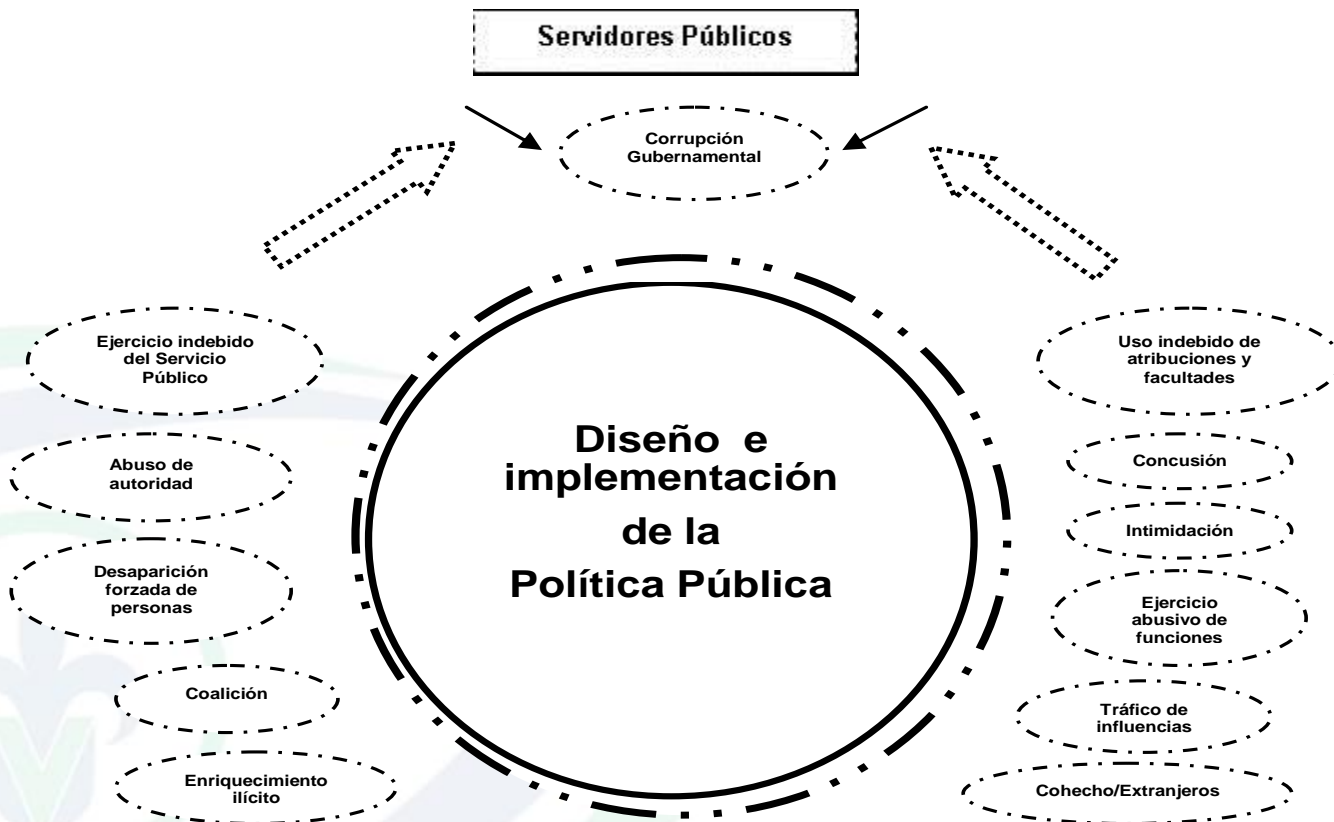 Servidores Públicos
Corrupción
Gubernamental
Ejercicio indebido
del Servicio
Público
Abuso de
autoridad
Desaparición
forzada de
personas
Coalición
Enriquecimiento
ilícito
Diseño e
implementación
de la
Política Pública
Uso indebido de
atribuciones y
facultades
Concusión
Intimidación
Ejercicio
abusivo de
funciones
Tráfico de
influencias
Cohecho/Extranjeros